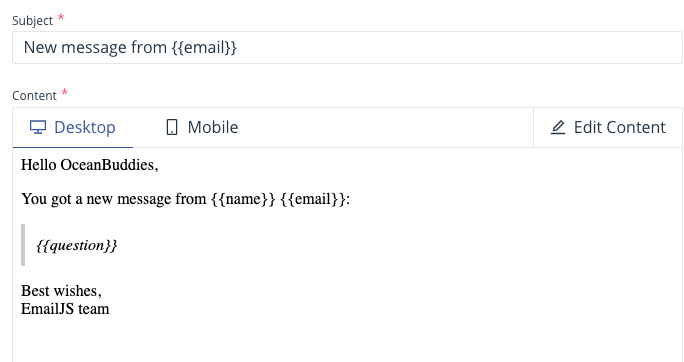 Subject *
New message from {{email}}
Content *
Desktop
Mobile
Edit Content
Hello OceanBuddies,
You got a new message from {{name}} {{email}}:
{{question}}
Best wishes,
EmailJS team